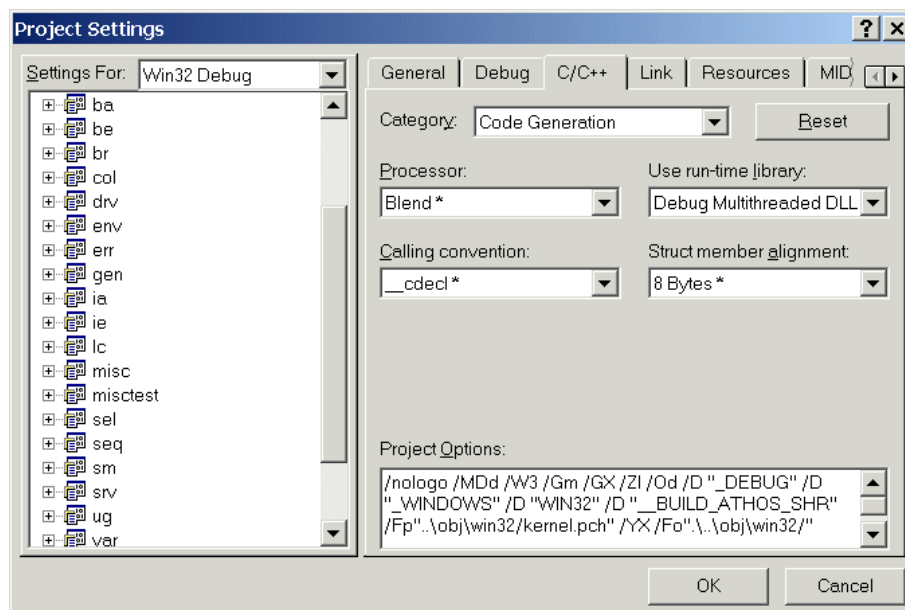 Project Settings
Settings For: Win32 Debug
ba
be
br
col
drv
env
err
gen
ia
ie
lc
misc
misctest
sel
seq
sm
srv
ug
var
General Debug C/C++ Link Resources MID
Category: Code Generation Reset
Processor: Use run-time library:
Blend * Debug Multithreaded DLL
Calling convention: Struct member alignment:
__cdecl * 8 Bytes *
Project Options:
/nologo /MDd /W3 /Gm /GX /ZI /Od /D "_DEBUG" /D
"_WINDOWS" /D "WIN32" /D "__BUILD_ATHOS_SHR"
/Fp"..\obj\win32/kernel.pch" /YX /Fo".\..\obj\win32/"
OK Cancel